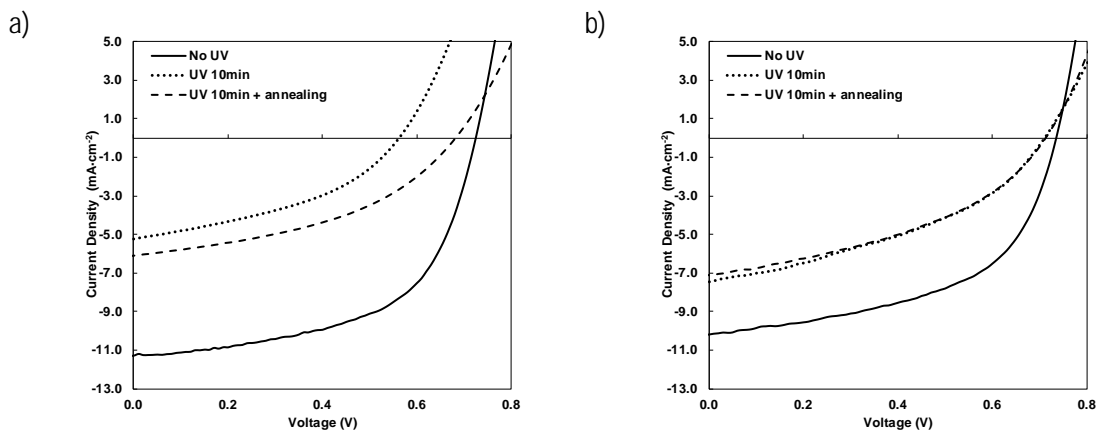 a)
5.0
3.0
1.0
-1.0
-3.0
-5.0
-7.0
-9.0
-11.0
-13.0
Current Density (mA·cm⁻²)
No UV
UV 10min
UV 10min + annealing
0.0 0.2 0.4 0.6 0.8
Voltage (V)
b)
5.0
3.0
1.0
-1.0
-3.0
-5.0
-7.0
-9.0
-11.0
-13.0
Current Density (mA·cm⁻²)
No UV
UV 10min
UV 10min + annealing
0.0 0.2 0.4 0.6 0.8
Voltage (V)